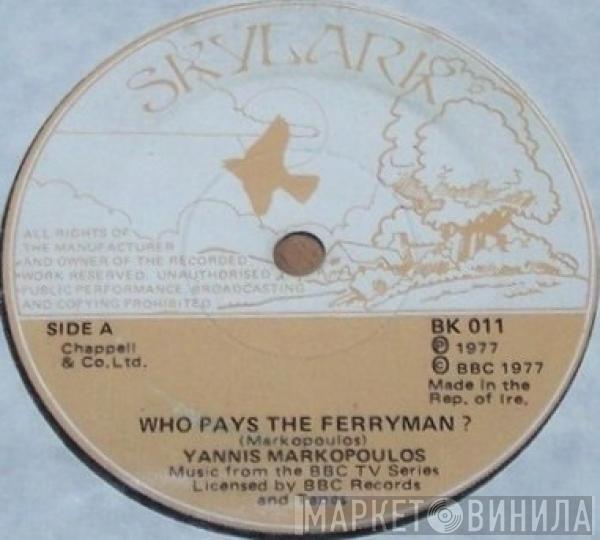 SKYLARK
ALL RIGHTS OF
THE MANUFACTURER
AND OWNER OF THE RECORDED
WORK RESERVED. UNAUTHORISED
PUBLIC PERFORMANCE, BROADCASTING
AND COPYING PROHIBITED
SIDE A
Chappell
& Co. Ltd.
BK 011
Ⓟ 1977
© BBC 1977
Made in the
Rep. of Ire.
WHO PAYS THE FERRYMAN ?
(Markopoulos)
YANNIS MARKOPOULOS
Music from the BBC TV Series
Licensed by BBC Records
and Tapes
МАРКЕТ ВИНИЛА